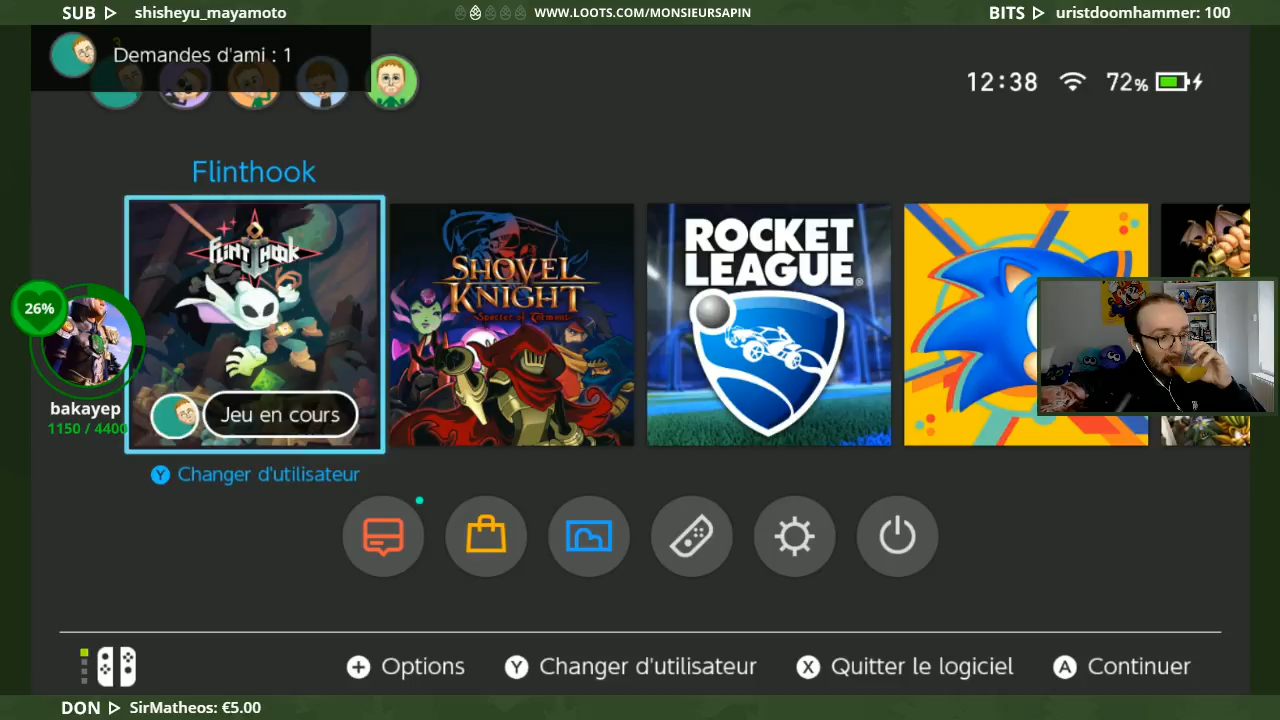 SUB shisheyu_mayamoto
WWW.LOOTS.COM/MONSIEURSAPIN
BITS uristdoomhammer: 100
Demandes d'ami : 1
12:38
72%
Flinthook
FLINTHOOK
SHOVEL KNIGHT
Specter of Torment
ROCKET LEAGUE
26%
bakayep
1150 / 4400
Jeu en cours
Y Changer d'utilisateur
+ Options
Y Changer d'utilisateur
X Quitter le logiciel
A Continuer
DON SirMatheos: €5.00